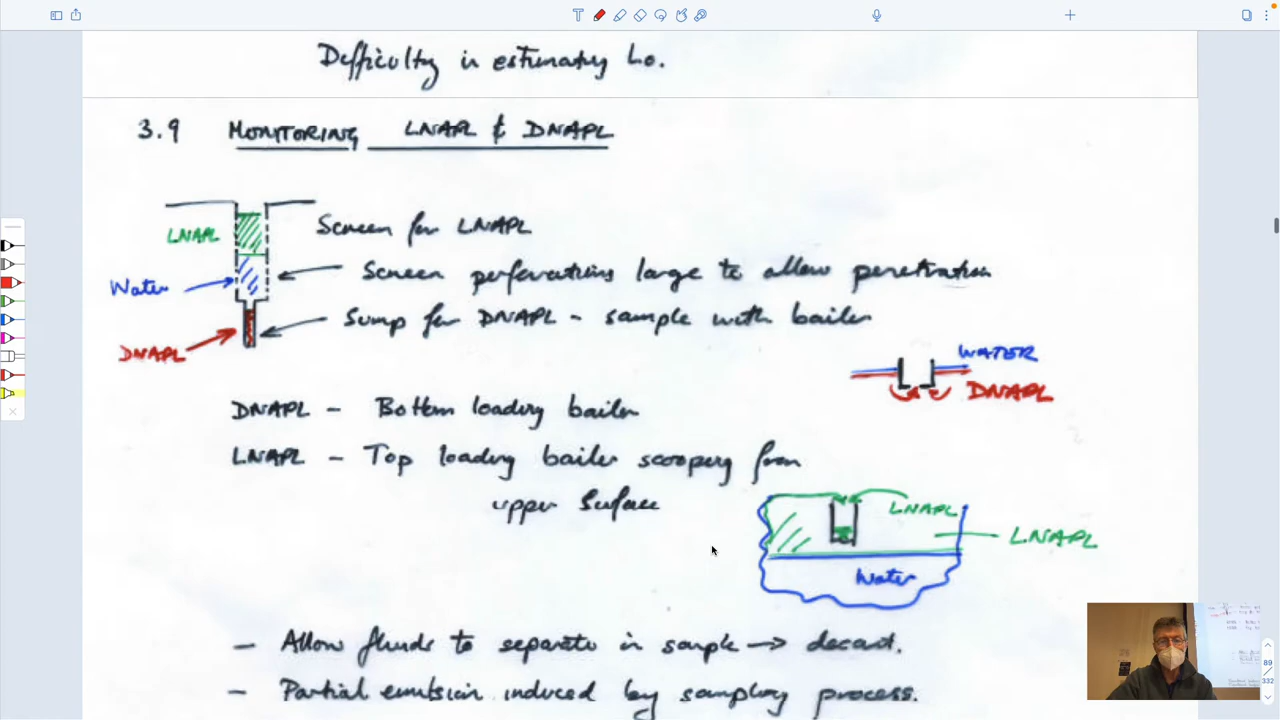 Difficulty in estimating Lo.
3.9 MONITORING LNAPL & DNAPL
LNAPL
Screen for LNAPL
Screen perforations large to allow penetration
Water
Sump for DNAPL - sample with bailer
DNAPL
WATER
DNAPL
DNAPL - Bottom loading bailer
LNAPL - Top loading bailer scooping from
upper surface
LNAPL
LNAPL
Water
- Allow fluids to separate in sample → decant.
- Partial emulsion induced by sampling process.
89
332